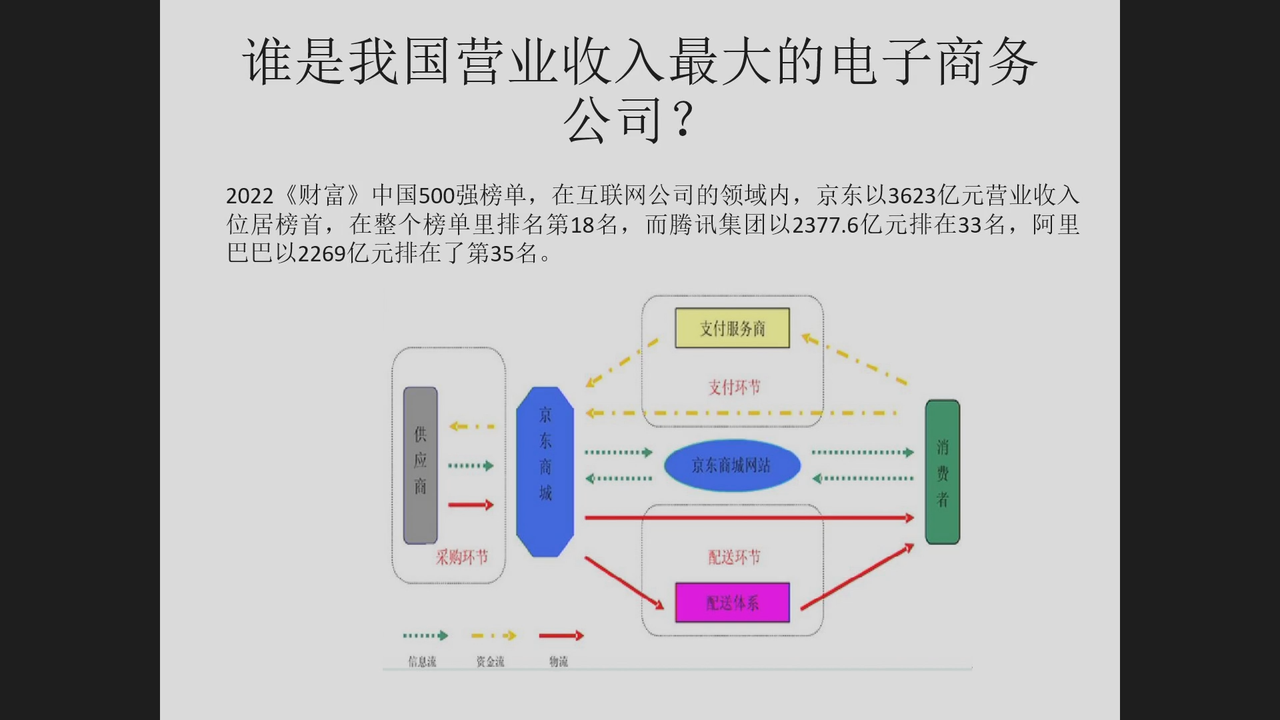 谁是我国营业收入最大的电子商务
公司？
2022《财富》中国500强榜单，在互联网公司的领域内，京东以3623亿元营业收入
位居榜首，在整个榜单里排名第18名，而腾讯集团以2377.6亿元排在33名，阿里
巴巴以2269亿元排在了第35名。
支付服务商
支付环节
供应商
京东商城
京东商城网站
消费者
采购环节
配送环节
配送体系
信息流
资金流
物流